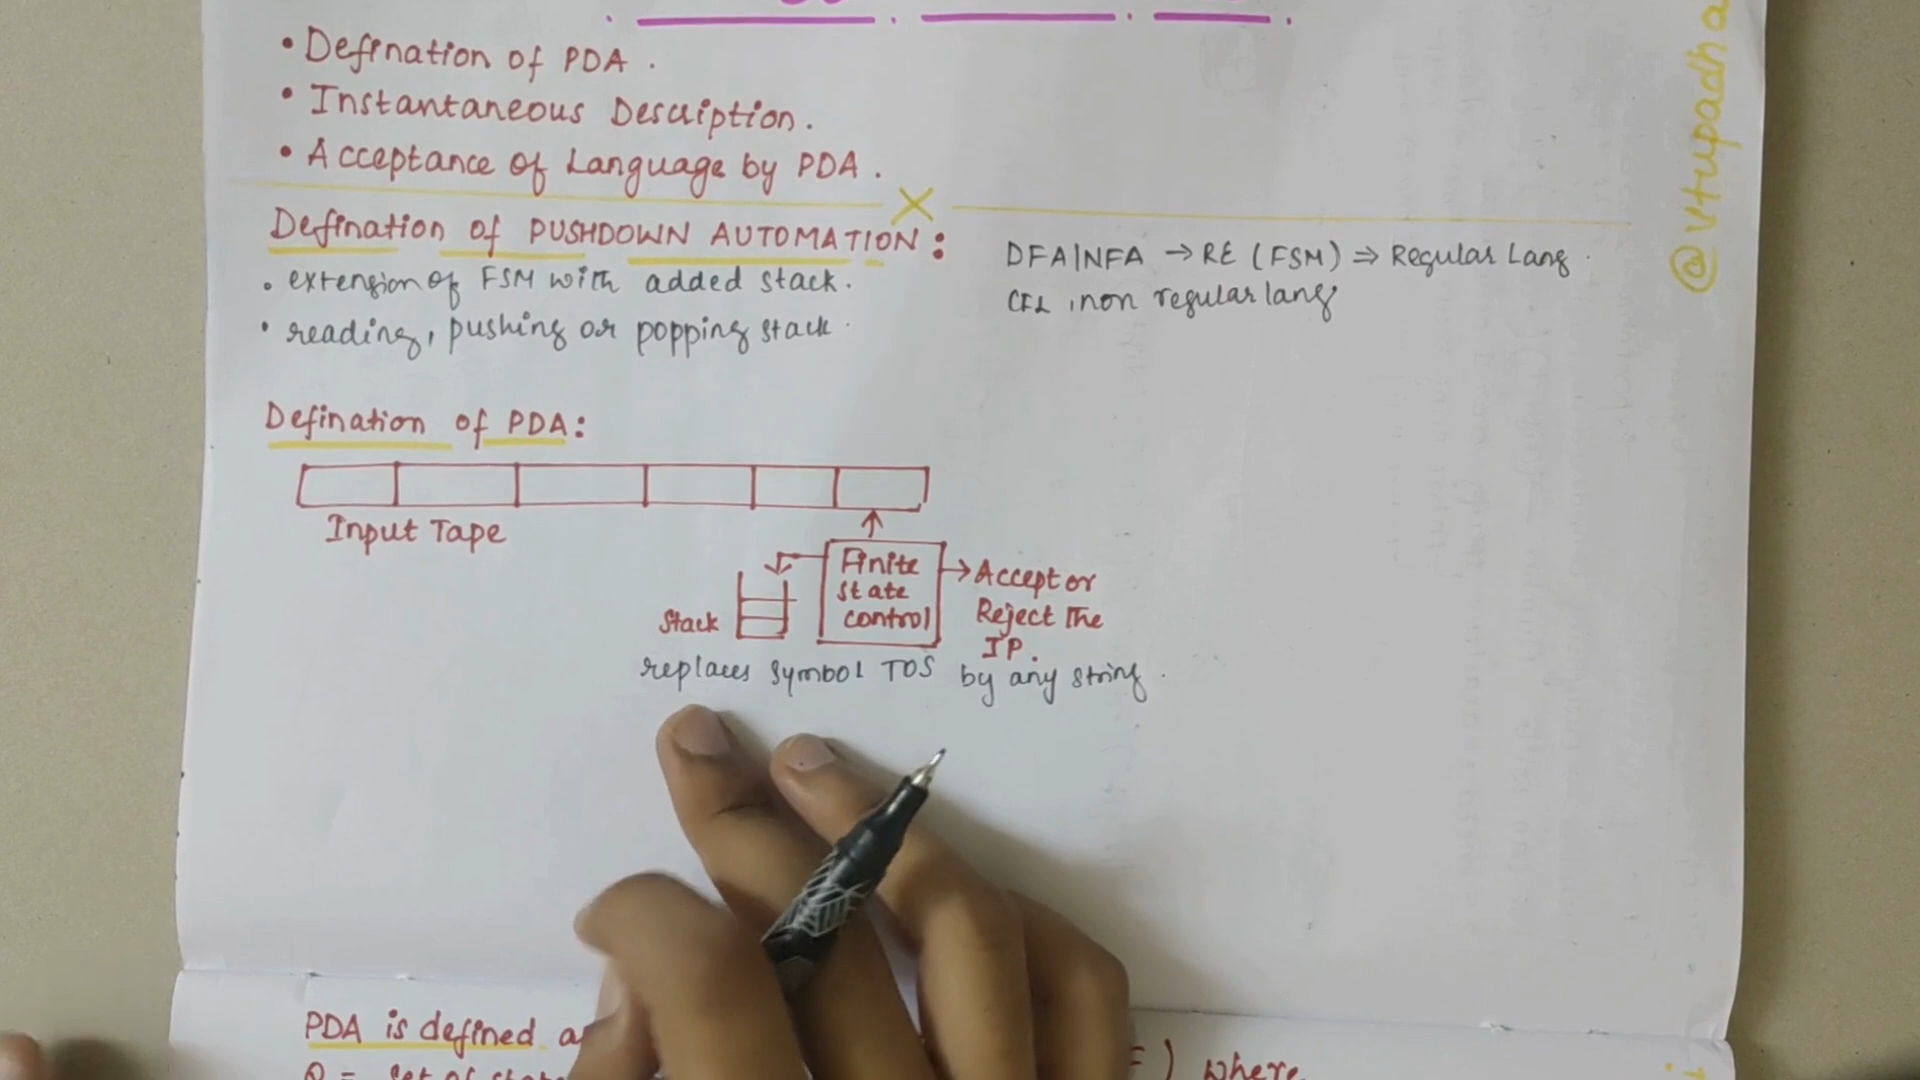 • Defination of PDA.
• Instantaneous Description.
• Acceptance of Language by PDA.
Defination of PUSHDOWN AUTOMATION:
• extension of FSM with added stack.
• reading, pushing or popping stack.
DFA|NFA → RE (FSM) ⇒ Regular Lang.
CFL, non regular lang
Defination of PDA:
Input Tape
Stack
Finite
state
control
Accept or
Reject The
IP.
replaces symbol TOS by any string.
PDA is defined
) where
Q = set of
@vtupadha